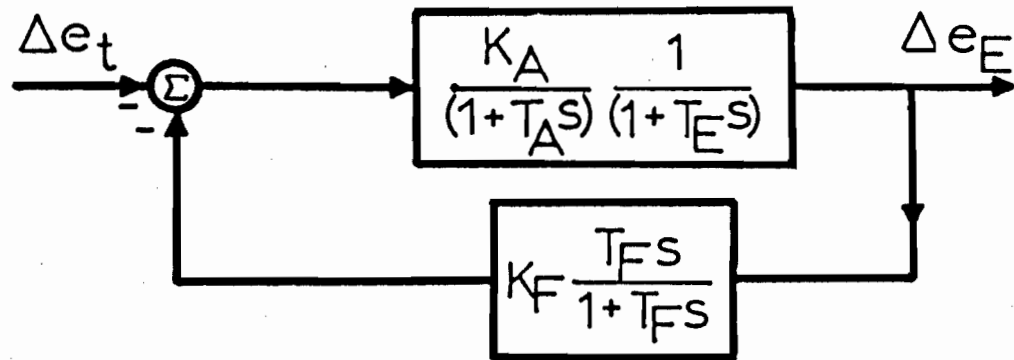 Δe_t
Σ
-
-
K_A / (1+T_A s) 1 / (1+T_E s)
Δe_E
K_F T_F s / 1+T_F s